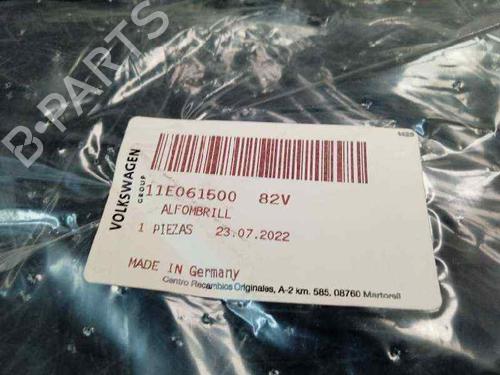 B-PARTS
VOLKSWAGEN
GROUP
11E061500 82V
ALFOMBRILL
1 PIEZAS 23.07.2022
MADE IN Germany
Centro Recambios Originales, A-2 km. 585, 08760 Martorell